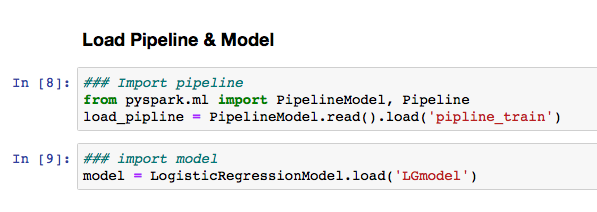 Load Pipeline & Model
In [8]: ### Import pipeline
from pyspark.ml import PipelineModel, Pipeline
load_pipline = PipelineModel.read().load('pipline_train')
In [9]: ### import model
model = LogisticRegressionModel.load('LGmodel')